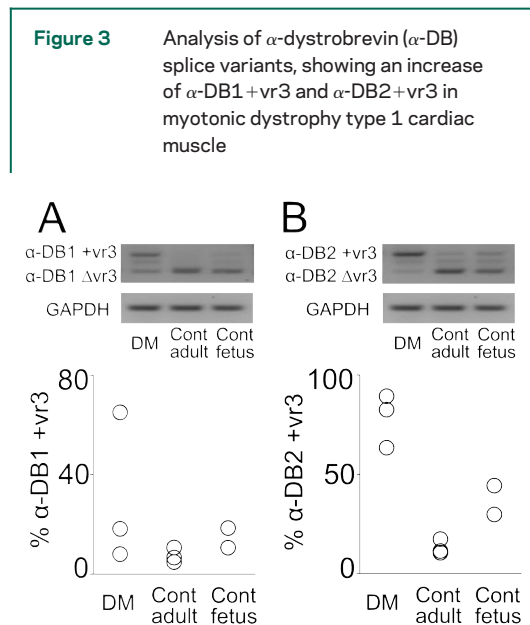 Figure 3
Analysis of α-dystrobrevin (α-DB)
splice variants, showing an increase
of α-DB1+vr3 and α-DB2+vr3 in
myotonic dystrophy type 1 cardiac
muscle
A
α-DB1 +vr3
α-DB1 Δvr3
GAPDH
DM
Cont adult
Cont fetus
80
40
0
% α-DB1 +vr3
DM
Cont adult
Cont fetus
B
α-DB2 +vr3
α-DB2 Δvr3
GAPDH
DM
Cont adult
Cont fetus
100
50
0
% α-DB2 +vr3
DM
Cont adult
Cont fetus